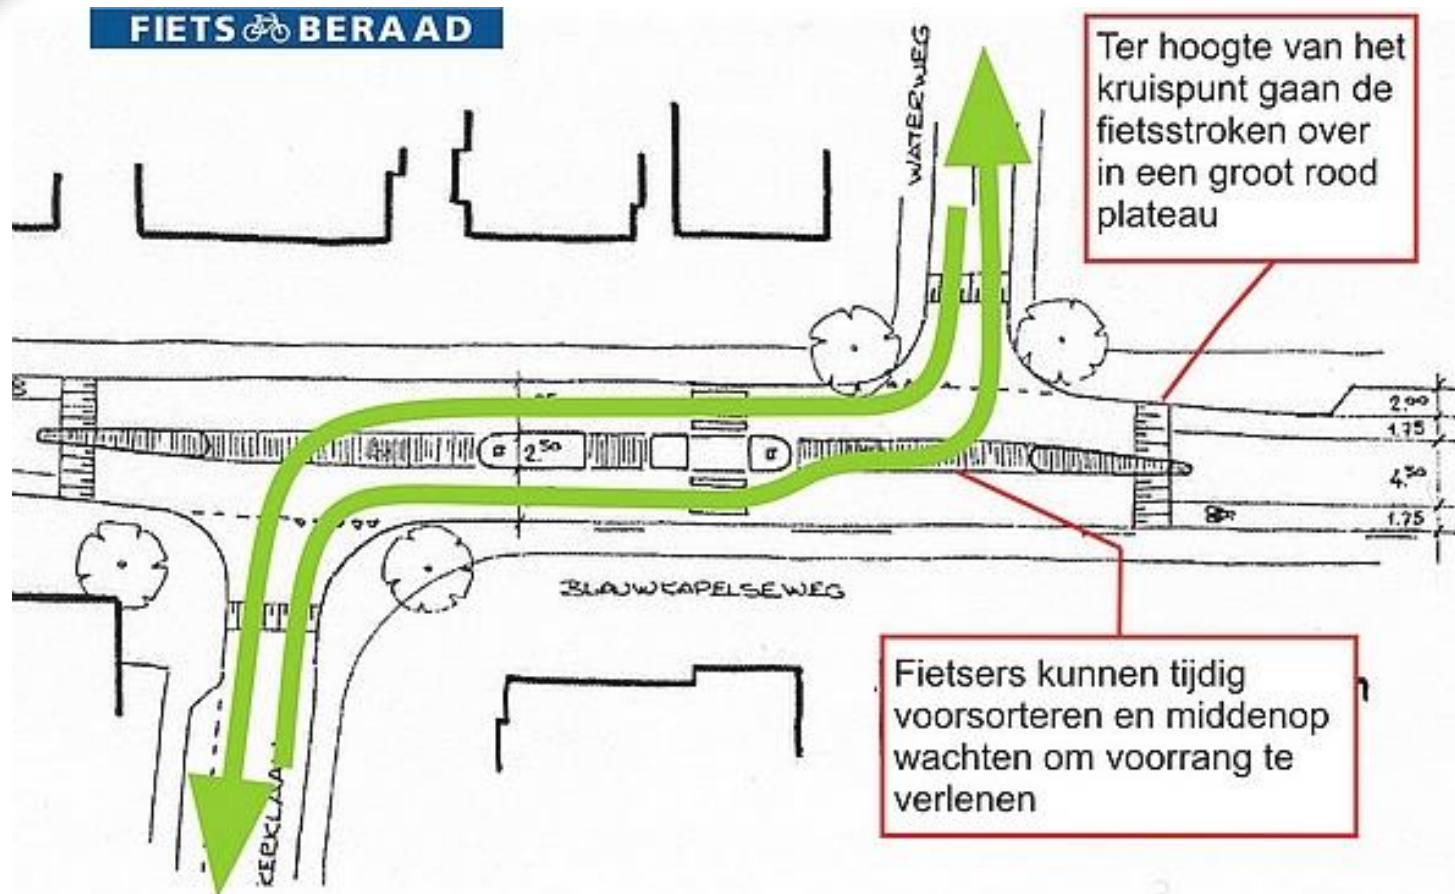 FIETS BERAAD
WATERWEG
Ter hoogte van het
kruispunt gaan de
fietsstroken over
in een groot rood
plateau
2.00
1.75
4.50
1.75
2.50
BLAUWKAPELSEWEG
KERKLAA
Fietsers kunnen tijdig
voorsorteren en middenop
wachten om voorrang te
verlenen